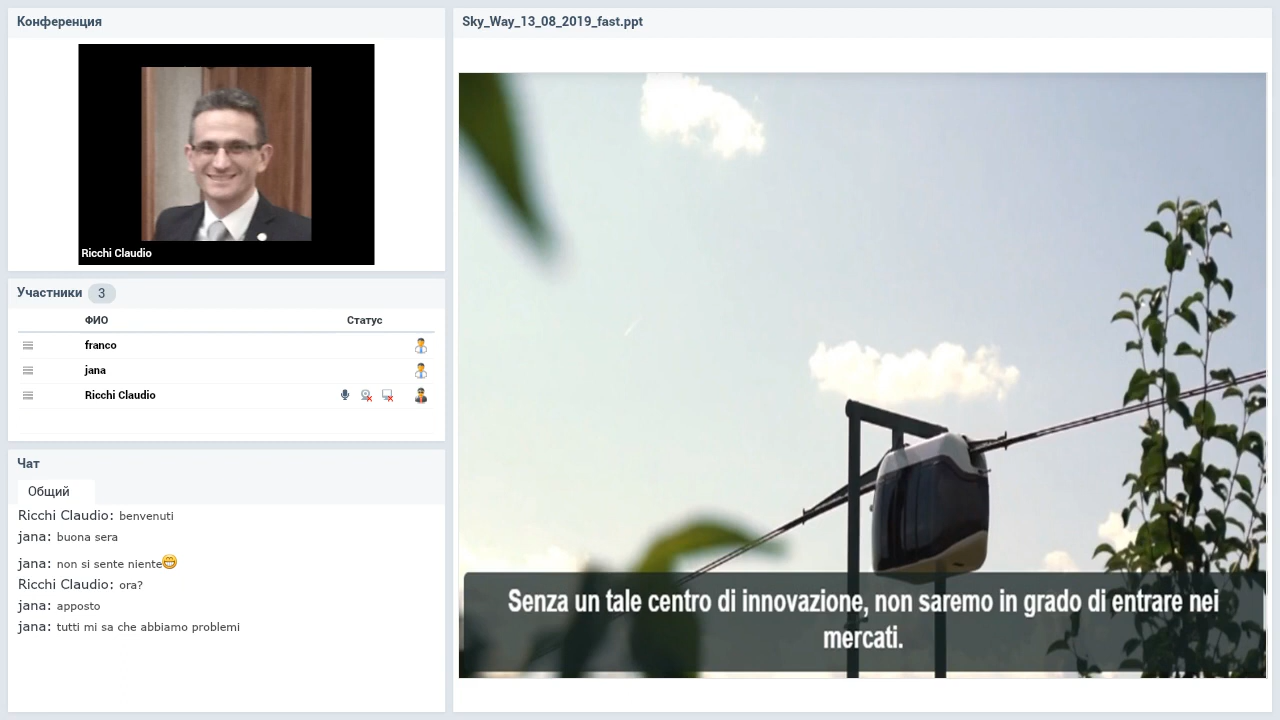 Конференция
Ricchi Claudio
Участники 3
ФИО Статус
franco
jana
Ricchi Claudio
Чат
Общий
Ricchi Claudio: benvenuti
jana: buona sera
jana: non si sente niente😁
Ricchi Claudio: ora?
jana: apposto
jana: tutti mi sa che abbiamo problemi
Sky_Way_13_08_2019_fast.ppt
Senza un tale centro di innovazione, non saremo in grado di entrare nei
mercati.